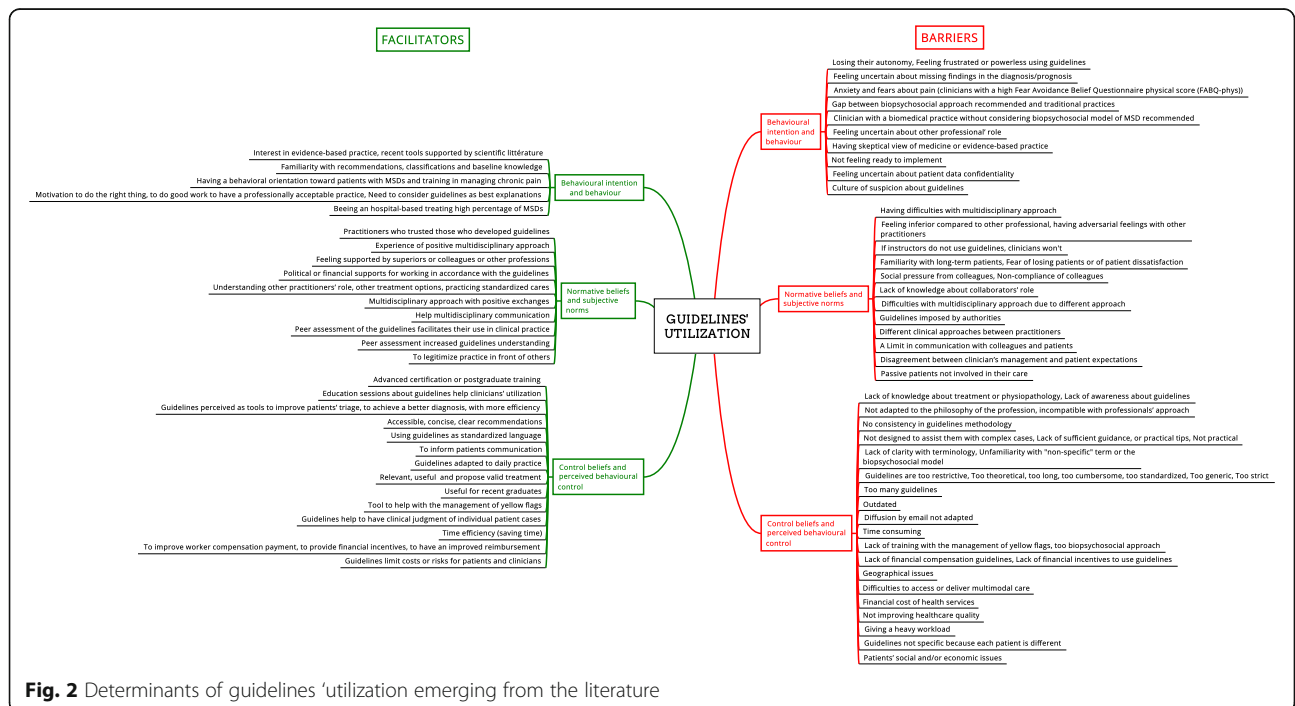 FACILITATORS
Interest in evidence-based practice, recent tools supported by scientific littérature
Familiarity with recommendations, classifications and baseline knowledge
Having a behavioral orientation toward patients with MSDs and training in managing chronic pain
Motivation to do the right thing, to do good work to have a professionally acceptable practice, Need to consider guidelines as best explanations
Beeing an hospital-based treating high percentage of MSDs
Behavioural intention
and behaviour
Practitioners who trusted those who developed guidelines
Experience of positive multidisciplinary approach
Feeling supported by superiors or colleagues or other professions
Political or financial supports for working in accordance with the guidelines
Understanding other practitioners' role, other treatment options, practicing standardized cares
Multidisciplinary approach with positive exchanges
Help multidisciplinary communication
Peer assessment of the guidelines facilitates their use in clinical practice
Peer assessment increased guidelines understanding
To legitimize practice in front of others
Normative beliefs
and subjective
norms
Advanced certification or postgraduate training
Education sessions about guidelines help clinicians' utilization
Guidelines perceived as tools to improve patients' triage, to achieve a better diagnosis, with more efficiency
Accessible, concise, clear recommendations
Using guidelines as standardized language
To inform patients communication
Guidelines adapted to daily practice
Relevant, useful and propose valid treatment
Useful for recent graduates
Tool to help with the management of yellow flags
Guidelines help to have clinical judgment of individual patient cases
Time efficiency (saving time)
To improve worker compensation payment, to provide financial incentives, to have an improved reimbursement
Guidelines limit costs or risks for patients and clinicians
Control beliefs and
perceived behavioural
control
GUIDELINES'
UTILIZATION
BARRIERS
Behavioural
intention and
behaviour
Losing their autonomy, Feeling frustrated or powerless using guidelines
Feeling uncertain about missing findings in the diagnosis/prognosis
Anxiety and fears about pain (clinicians with a high Fear Avoidance Belief Questionnaire physical score (FABQ-phys))
Gap between biopsychosocial approach recommended and traditional practices
Clinician with a biomedical practice without considering biopsychosocial model of MSD recommended
Feeling uncertain about other professional' role
Having skeptical view of medicine or evidence-based practice
Not feeling ready to implement
Feeling uncertain about patient data confidentiality
Culture of suspicion about guidelines
Normative beliefs and
subjective norms
Having difficulties with multidisciplinary approach
Feeling inferior compared to other professional, having adversarial feelings with other
practitioners
If instructors do not use guidelines, clinicians won't
Familiarity with long-term patients, Fear of losing patients or of patient dissatisfaction
Social pressure from colleagues, Non-compliance of colleagues
Lack of knowledge about collaborators' role
Difficulties with multidisciplinary approach due to different approach
Guidelines imposed by authorities
Different clinical approaches between practitioners
A Limit in communication with colleagues and patients
Disagreement between clinician's management and patient expectations
Passive patients not involved in their care
Control beliefs and
perceived behavioural
control
Lack of knowledge about treatment or physiopathology, Lack of awareness about guidelines
Not adapted to the philosophy of the profession, incompatible with professionals' approach
No consistency in guidelines methodology
Not designed to assist them with complex cases, Lack of sufficient guidance, or practical tips, Not practical
Lack of clarity with terminology, Unfamiliarity with "non-specific" term or the
biopsychosocial model
Guidelines are too restrictive, Too theoretical, too long, too cumbersome, too standardized, Too generic, Too strict
Too many guidelines
Outdated
Diffusion by email not adapted
Time consuming
Lack of training with the management of yellow flags, too biopsychosocial approach
Lack of financial compensation guidelines, Lack of financial incentives to use guidelines
Geographical issues
Difficulties to access or deliver multimodal care
Financial cost of health services
Not improving healthcare quality
Giving a heavy workload
Guidelines not specific because each patient is different
Patients' social and/or economic issues
Fig. 2 Determinants of guidelines 'utilization emerging from the literature